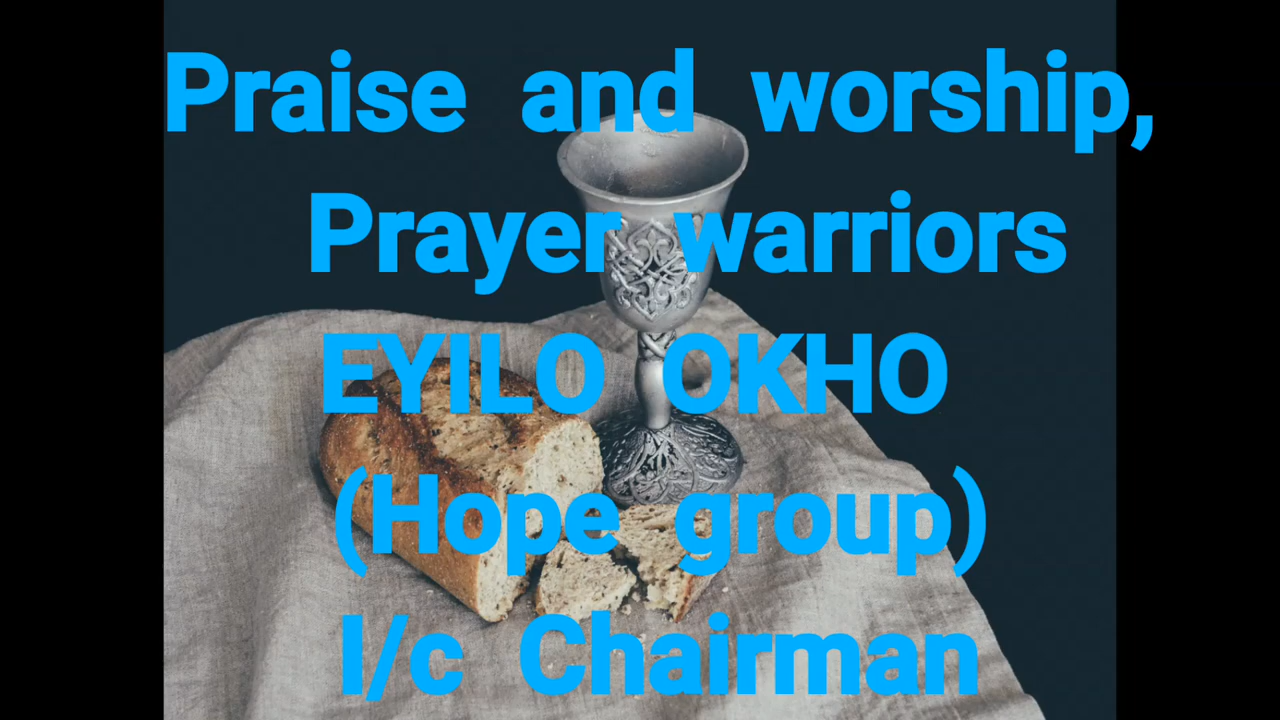 Praise and worship,
Prayer warriors
EYILO OKHO
(Hope group)
I/c Chairman